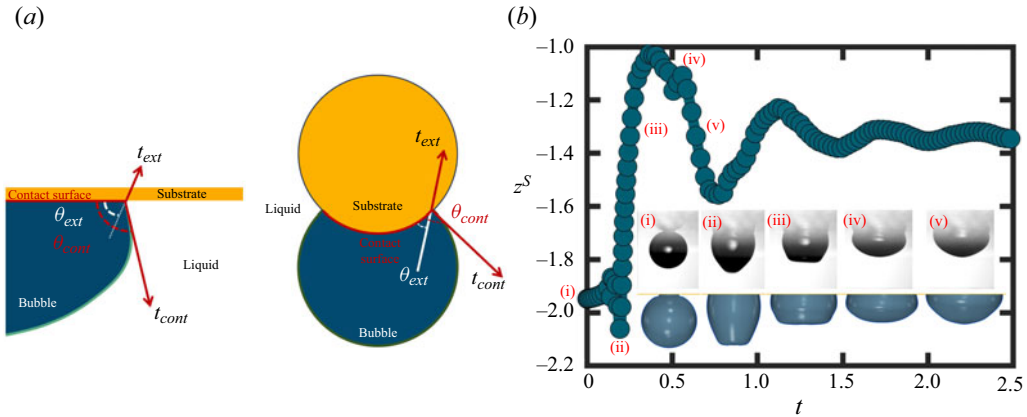 (a)
t_ext
Contact surface
Substrate
θ_ext
θ_cont
Liquid
Bubble
t_cont
t_ext
θ_cont
Liquid
Substrate
Contact
surface
θ_ext
t_cont
Bubble
(b)
–1.0
–1.2
–1.4
–1.6
–1.8
–2.0
–2.2
z^S
(iv)
(iii)
(v)
(i)
(ii)
(i)
(ii)
(iii)
(iv)
(v)
0
0.5
1.0
1.5
2.0
2.5
t